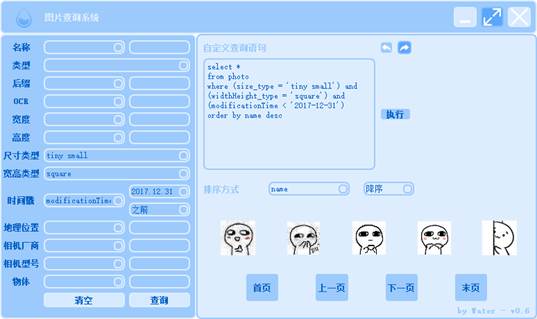 图片查询系统
名称
类型
后缀
OCR
宽度
高度
尺寸类型 tiny small
宽高类型 square
时间戳 modificationTime 2017.12.31
之前
地理位置
相机厂商
相机型号
物体
清空 查询
自定义查询语句
select *
from photo
where (size_type = 'tiny small') and
(widthHeight_type = 'square') and
(modificationTime < '2017-12-31')
order by name desc
执行
排序方式 name 降序
首页 上一页 下一页 末页
by Water - v0.6